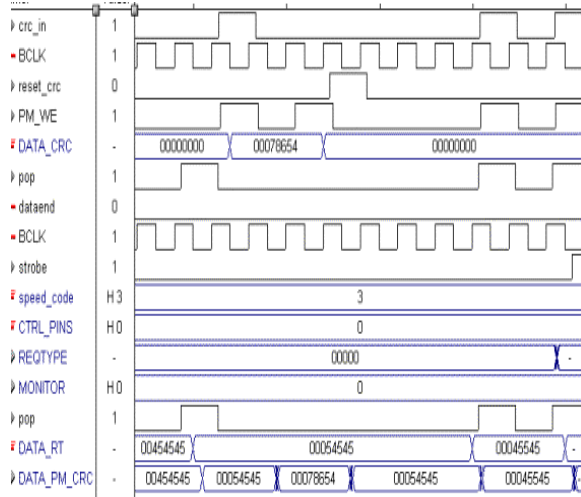 crc_in 1
BCLK 1
reset_crc 0
PM_WE 1
DATA_CRC - 00000000 00078654 00000000
pop 1
dataend 0
BCLK 1
strobe 1
speed_code H 3 3
CTRL_PINS H 0 0
REQTYPE - 00000 -
MONITOR H 0 0
pop 1
DATA_RT - 00454545 00054545 00045545 -
DATA_PM_CRC - 00454545 00054545 00078654 00054545 00045545